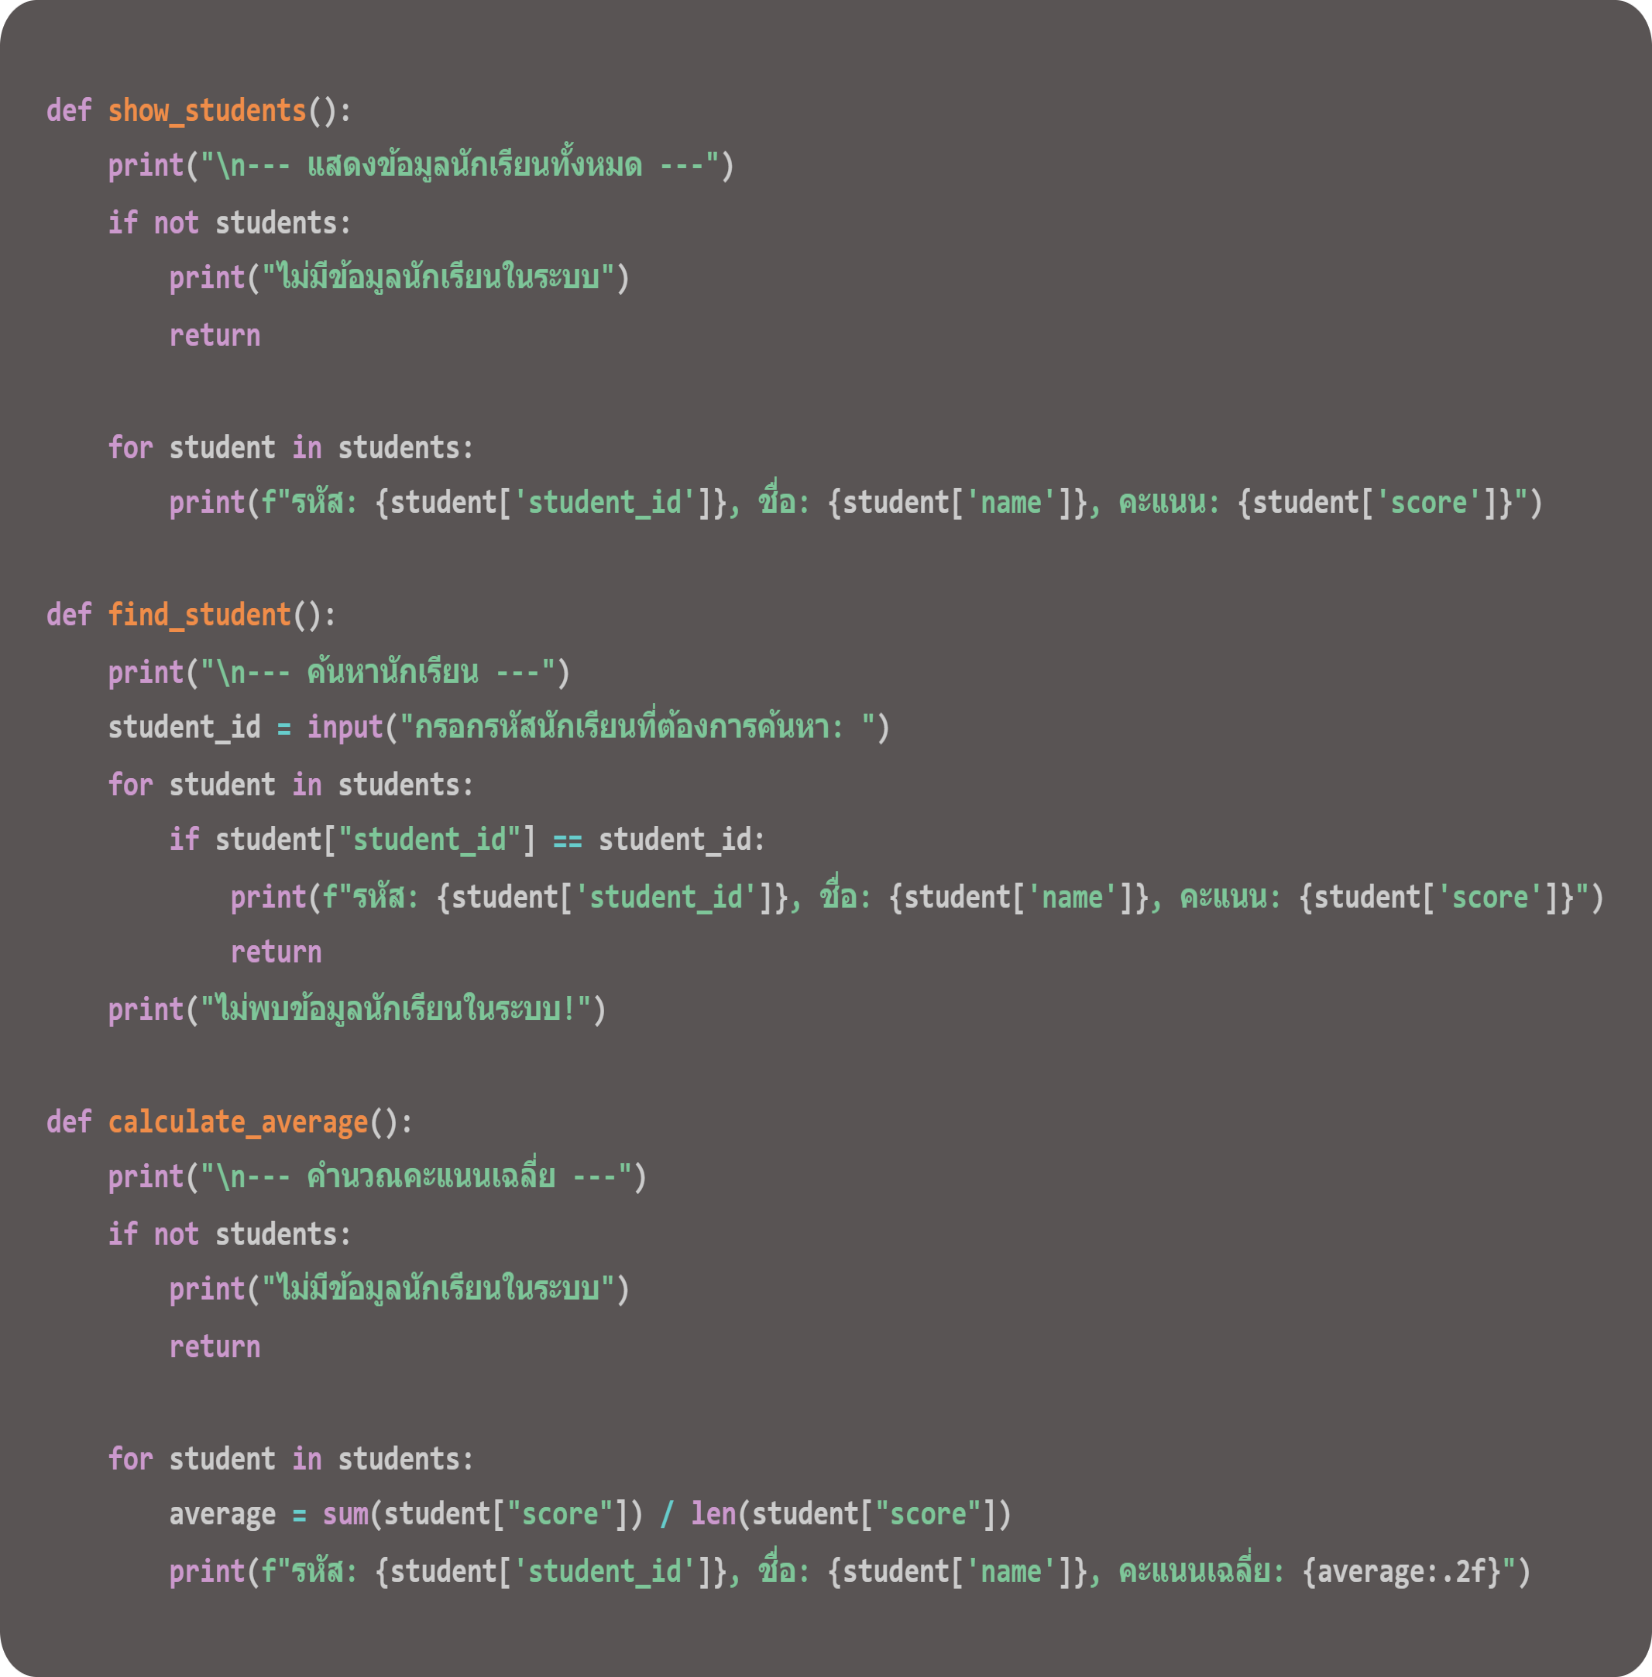 def show_students():
    print("\n--- แสดงข้อมูลนักเรียนทั้งหมด ---")
    if not students:
        print("ไม่มีข้อมูลนักเรียนในระบบ")
        return

    for student in students:
        print(f"รหัส: {student['student_id']}, ชื่อ: {student['name']}, คะแนน: {student['score']}")

def find_student():
    print("\n--- ค้นหานักเรียน ---")
    student_id = input("กรอกรหัสนักเรียนที่ต้องการค้นหา: ")
    for student in students:
        if student["student_id"] == student_id:
            print(f"รหัส: {student['student_id']}, ชื่อ: {student['name']}, คะแนน: {student['score']}")
            return
    print("ไม่พบข้อมูลนักเรียนในระบบ!")

def calculate_average():
    print("\n--- คำนวณคะแนนเฉลี่ย ---")
    if not students:
        print("ไม่มีข้อมูลนักเรียนในระบบ")
        return

    for student in students:
        average = sum(student["score"]) / len(student["score"])
        print(f"รหัส: {student['student_id']}, ชื่อ: {student['name']}, คะแนนเฉลี่ย: {average:.2f}")